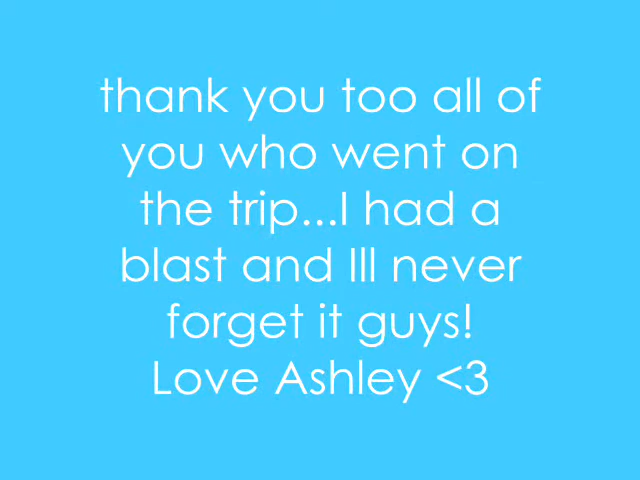 thank you too all of
you who went on
the trip...I had a
blast and Ill never
forget it guys!
Love Ashley <3